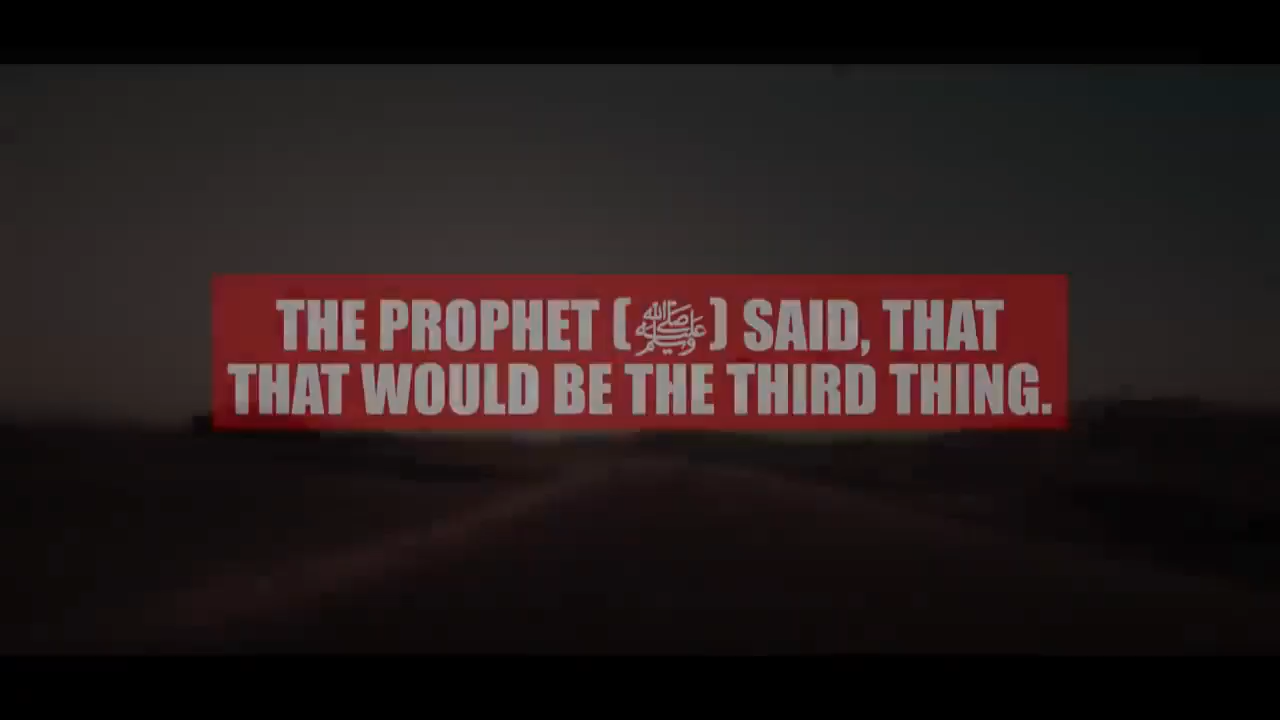 THE PROPHET (ﷺ) SAID, THAT
THAT WOULD BE THE THIRD THING.